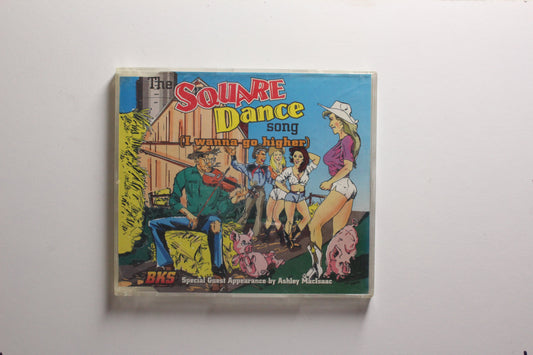 The
SQUARE
Dance
song
(I wanna go higher)
BKS Special Guest Appearance by Ashley MacIsaac